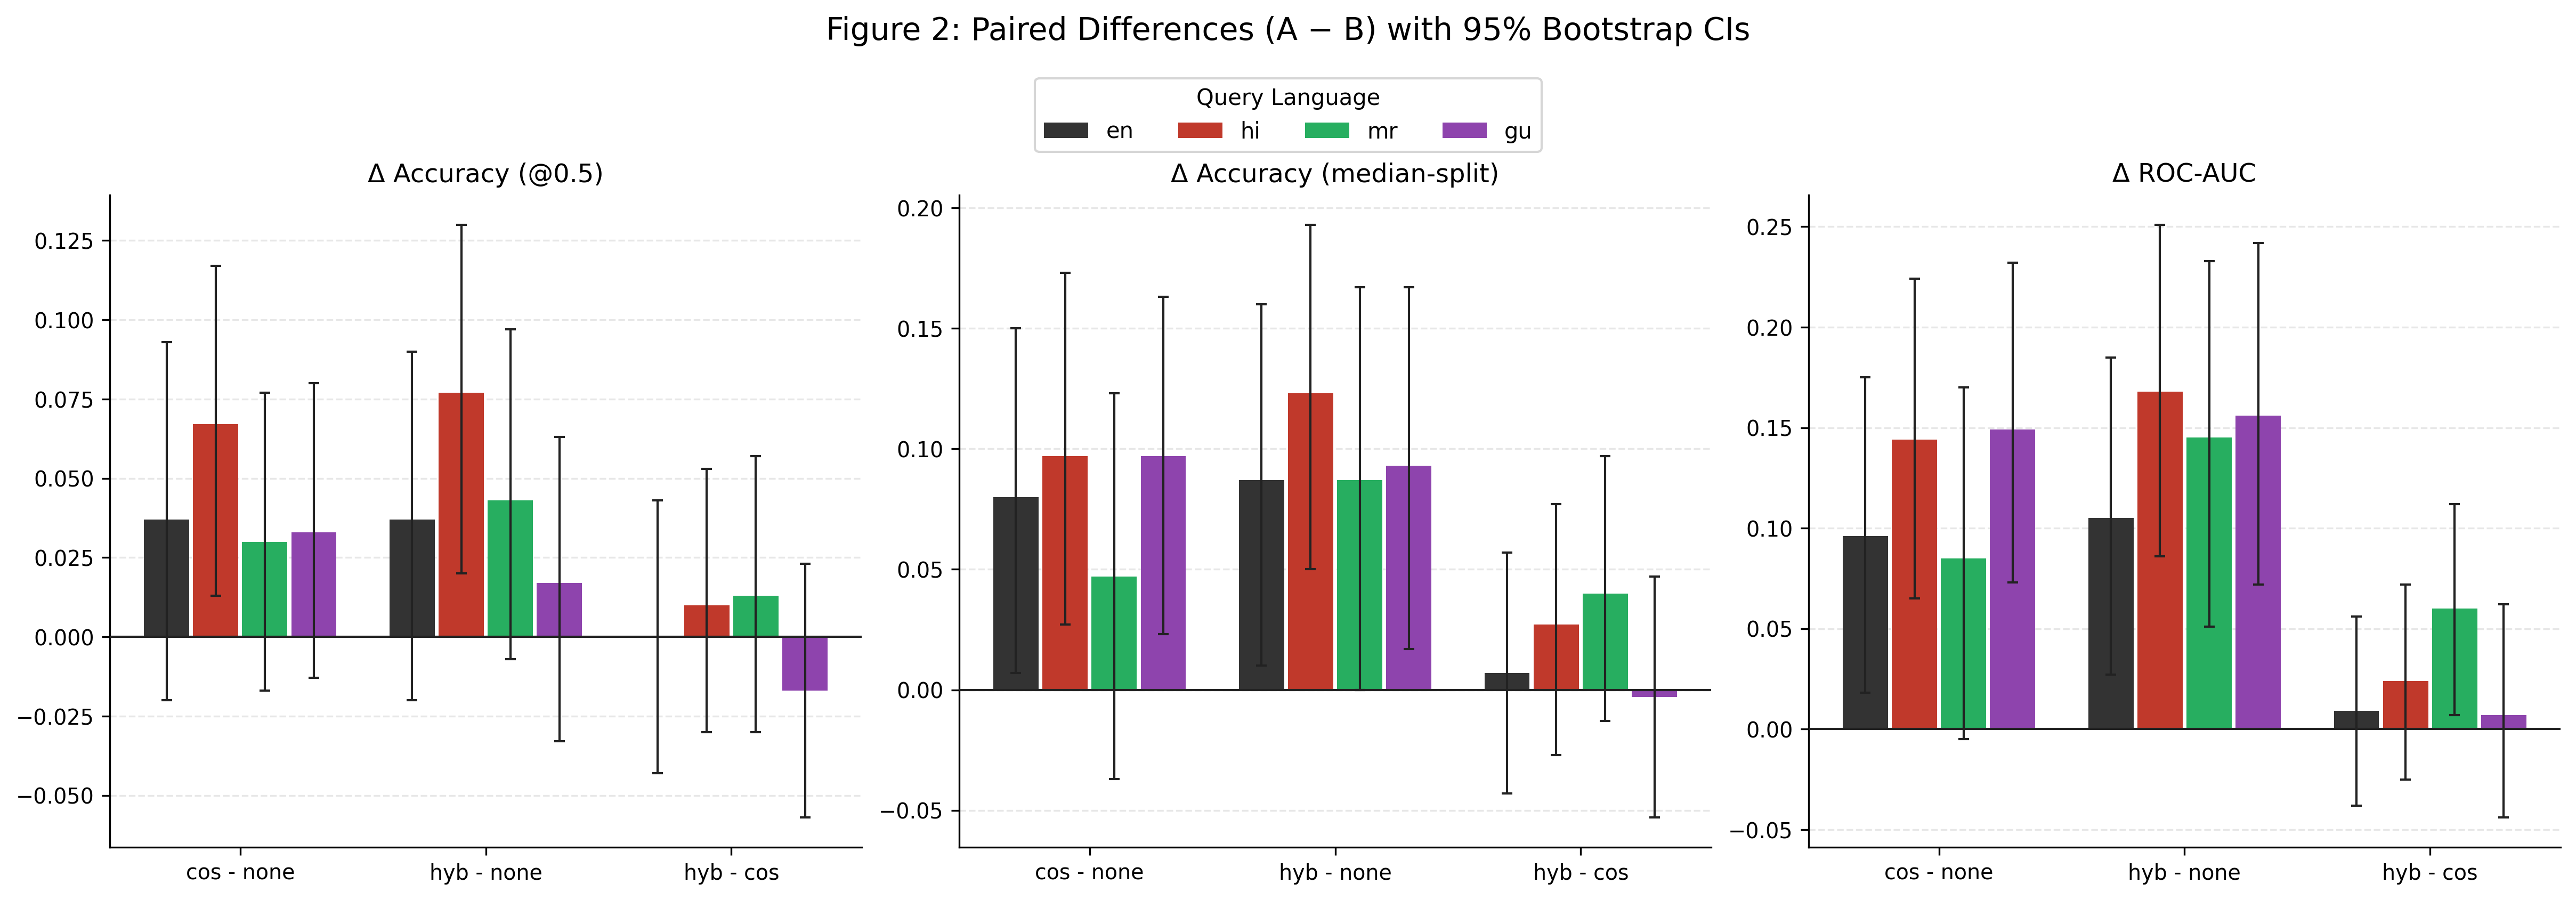 Figure 2: Paired Differences (A − B) with 95% Bootstrap CIs
Query Language
en hi mr gu
Δ Accuracy (@0.5)
0.125
0.100
0.075
0.050
0.025
0.000
−0.025
−0.050
cos - none hyb - none hyb - cos
Δ Accuracy (median-split)
0.20
0.15
0.10
0.05
0.00
−0.05
cos - none hyb - none hyb - cos
Δ ROC-AUC
0.25
0.20
0.15
0.10
0.05
0.00
−0.05
cos - none hyb - none hyb - cos